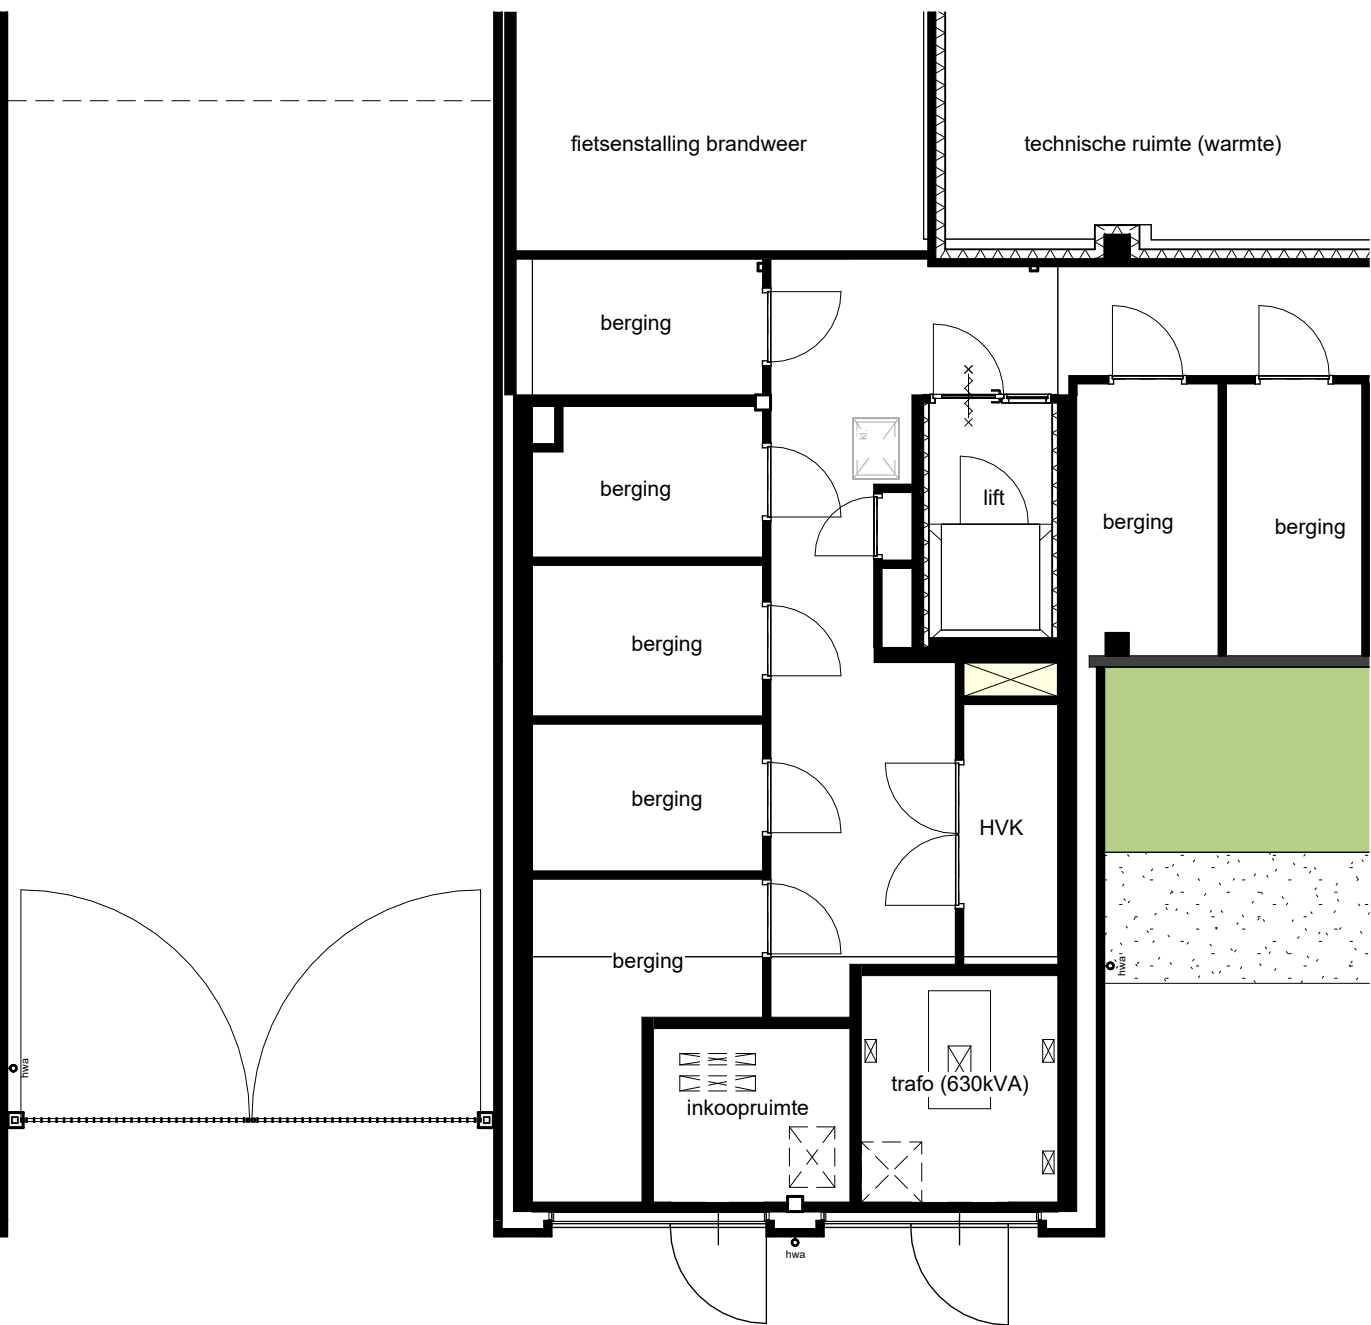 fietsenstalling brandweer
technische ruimte (warmte)
berging
kl.
berging
lift
berging
berging
berging
berging
HVK
berging
hwa
hwa
trafo (630kVA)
inkoopruimte
hwa